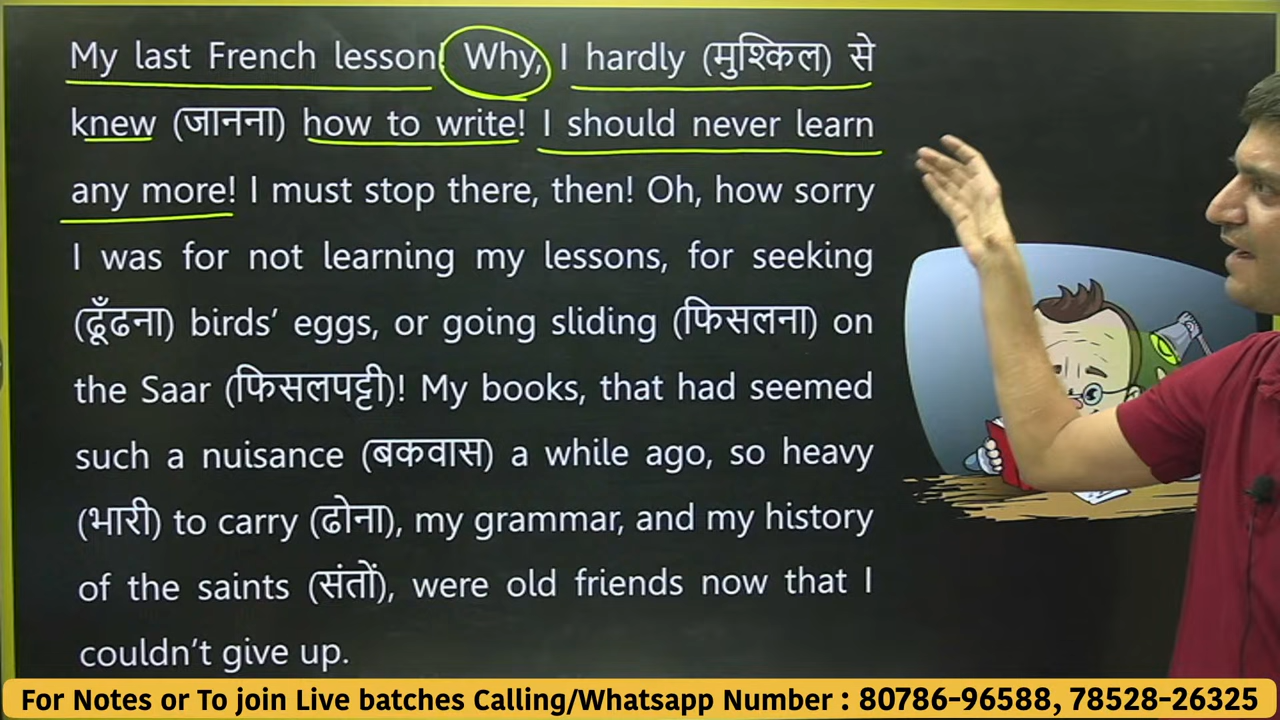 My last French lesson! Why, I hardly (मुश्किल) से
knew (जानना) how to write! I should never learn
any more! I must stop there, then! Oh, how sorry
I was for not learning my lessons, for seeking
(ढूँढना) birds’ eggs, or going sliding (फिसलना) on
the Saar (फिसलपट्टी)! My books, that had seemed
such a nuisance (बकवास) a while ago, so heavy
(भारी) to carry (ढोना), my grammar, and my history
of the saints (संतों), were old friends now that I
couldn’t give up.
For Notes or To join Live batches Calling/Whatsapp Number : 80786-96588, 78528-26325